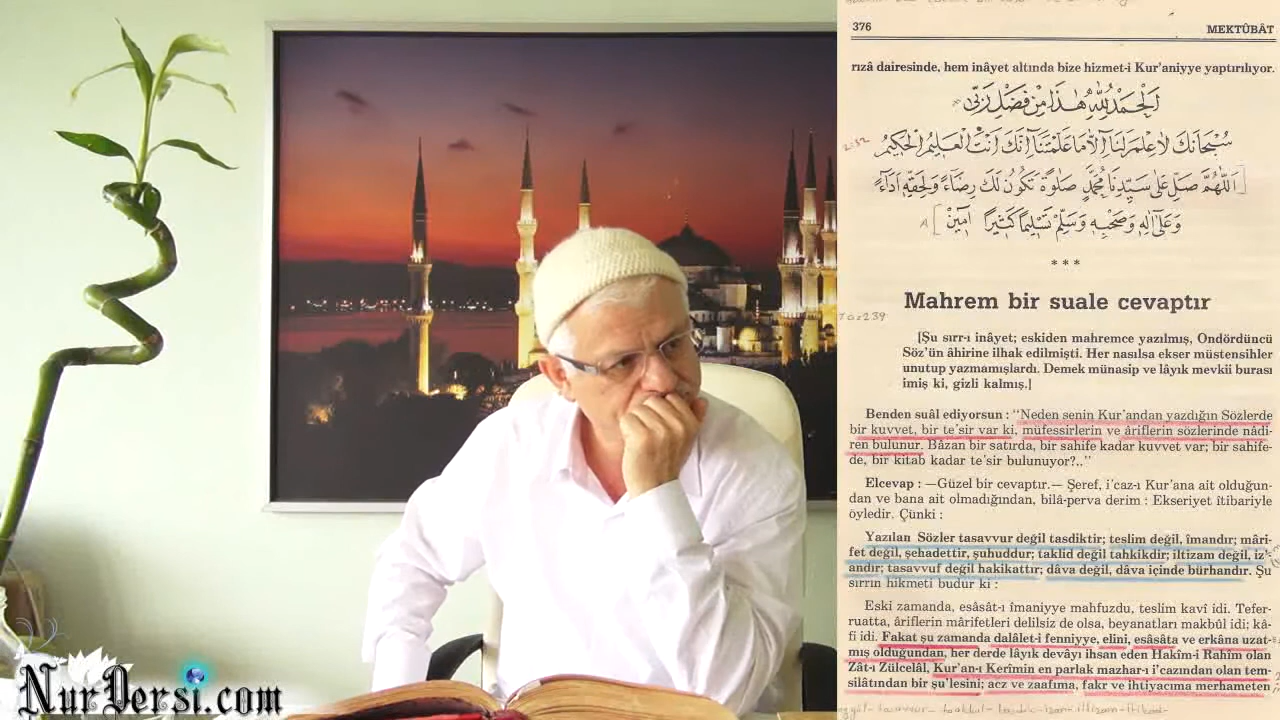 376
MEKTÛBÂT
rızâ dairesinde, hem inâyet altında bize hizmet-i Kur'aniyye yaptırılıyor.
اَلْحَمْدُ لِلّٰهِ هٰذَا مِنْ فَضْلِ رَبِّى
سُبْحَانَكَ لَا عِلْمَ لَنَٓا اِلَّا مَا عَلَّمْتَنَٓا اِنَّكَ اَنْتَ الْعَلِيمُ الْحَكِيمُ
اَللّٰهُمَّ صَلِّ عَلٰى سَيِّدِنَا مُحَمَّدٍ صَلٰوةً تَكُونُ لَكَ رِضَٓاءً وَلِحَقِّهٖ اَدَٓاءً
وَعَلٰٓى اٰلِهٖ وَصَحْبِهٖ وَسَلِّمْ تَسْلِيمًا كَثِيرًا اٰمِينَ
* * *
Mahrem bir suale cevaptır
[Şu sırr-ı inâyet; eskiden mahremce yazılmış, Ondördüncü
Söz'ün âhirine ilhak edilmişti. Her nasılsa ekser müstensihler
unutup yazmamışlardı. Demek münasip ve lâyık mevkii burası
imiş ki, gizli kalmış.]
Benden suâl ediyorsun : "Neden senin Kur'andan yazdığın Sözlerde
bir kuvvet, bir te'sir var ki, müfessirlerin ve âriflerin sözlerinde nâdi-
ren bulunur. Bâzan bir satırda, bir sahife kadar kuvvet var; bir sahife-
de, bir kitab kadar te'sir bulunuyor?.."
Elcevap : —Güzel bir cevaptır.— Şeref, i'caz-ı Kur'ana ait olduğun-
dan ve bana ait olmadığından, bilâ-perva derim : Ekseriyet îtibariyle
öyledir. Çünki :
Yazılan Sözler tasavvur değil tasdiktir; teslim değil, îmandır; mâri-
fet değil, şehadettir, şuhuddur; taklid değil tahkikdir; iltizam değil, iz'-
andır; tasavvuf değil hakikattır; dâva değil, dâva içinde bürhandır. Şu
sırrın hikmeti budur ki :
Eski zamanda, esâsât-ı îmaniyye mahfuzdu, teslim kavî idi. Tefer-
ruatta, âriflerin mârifetleri delilsiz de olsa, beyanatları makbûl idi; kâ-
fi idi. Fakat şu zamanda dalâlet-i fenniyye, elini, esâsata ve erkâna uzat-
mış olduğundan, her derde lâyık devâyı ihsan eden Hakîm-i Rahîm olan
Zât-ı Zülcelâl, Kur'an-ı Kerîmin en parlak mazhar-ı i'cazından olan tem-
silâtından bir şu'lesini; acz ve zaafıma, fakr ve ihtiyacıma merhameten
NurDersi.com